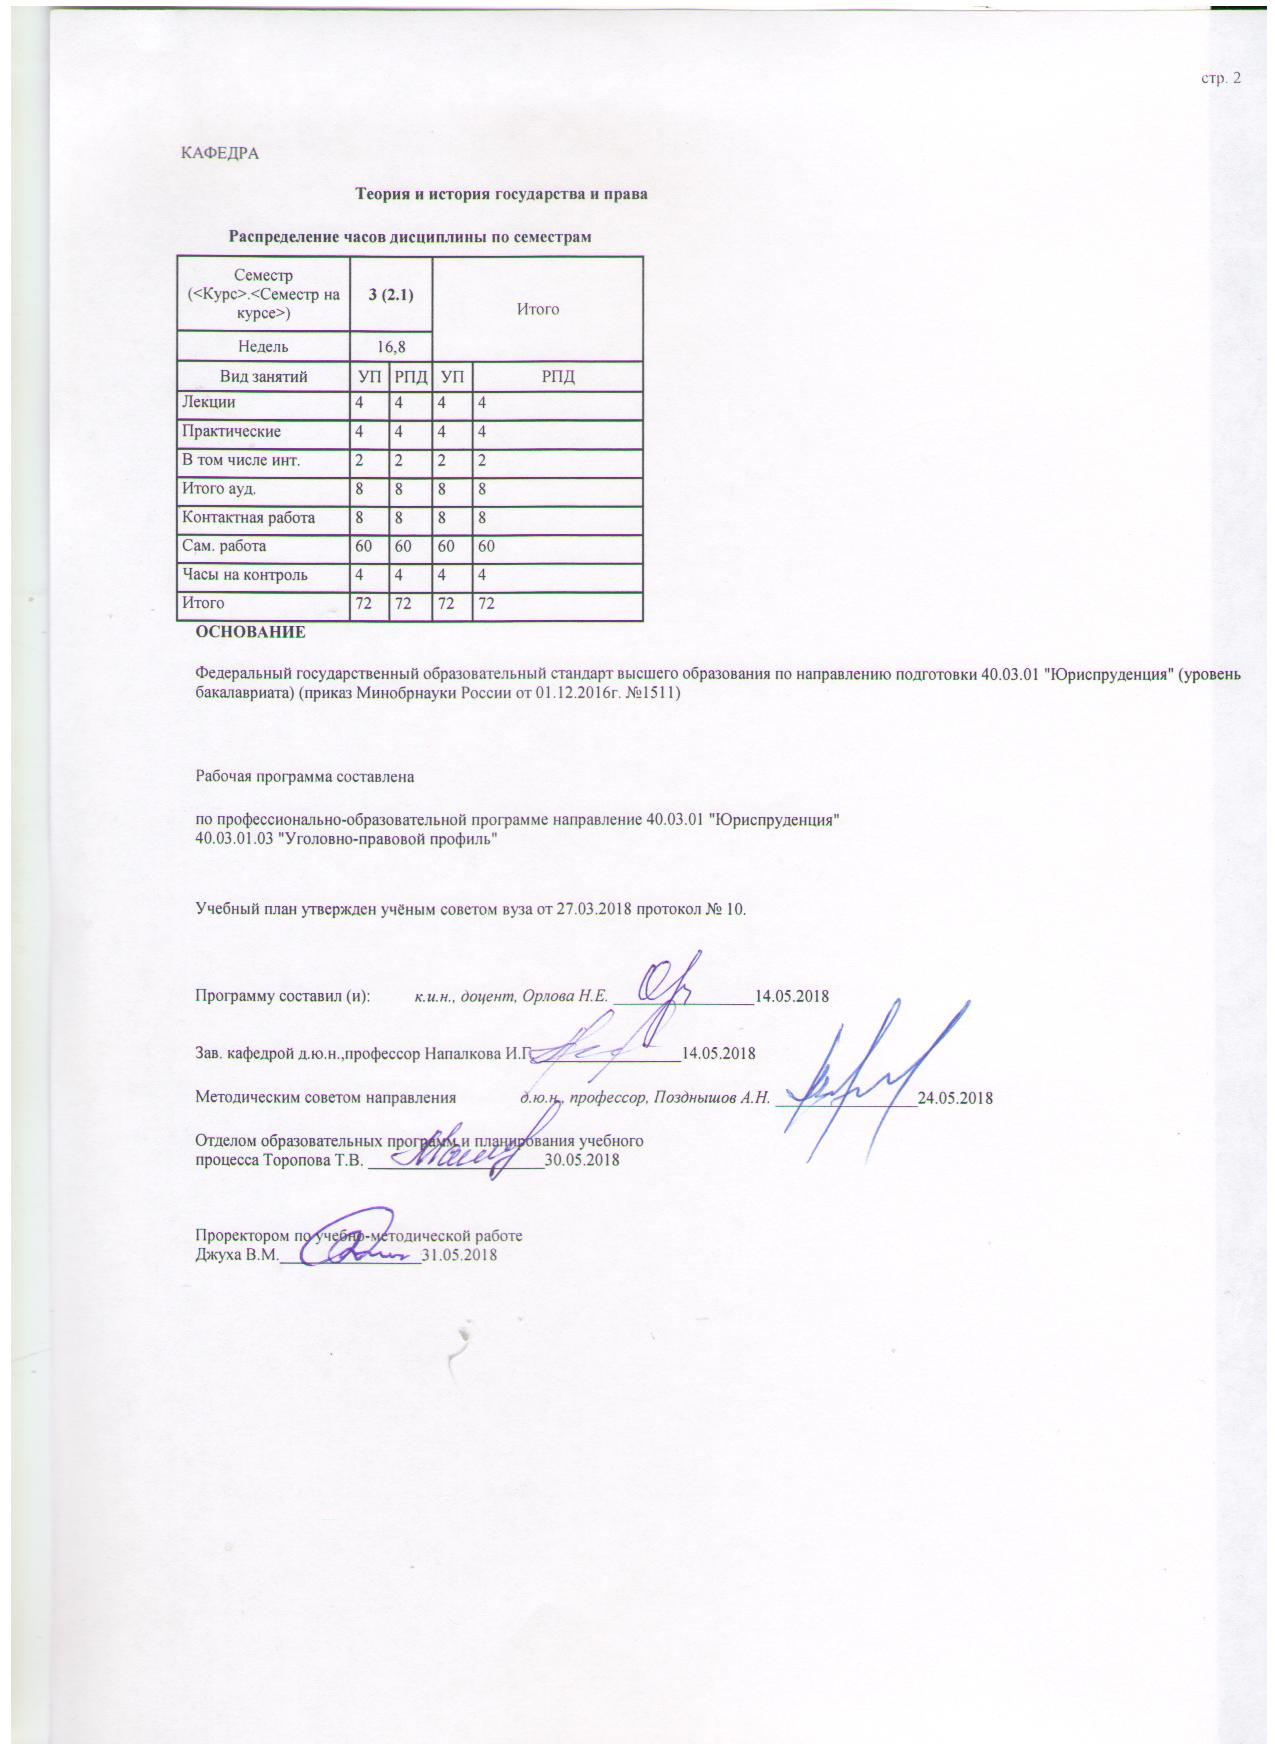 стр. 2
КАФЕДРА
Теория и история государства и права
Распределение часов дисциплины по семестрам
Семестр
(<Курс>.<Семестр на
курсе>)
3 (2.1)
Итого
Недель 16,8
Вид занятий УП РПД УП РПД
Лекции 4 4 4 4
Практические 4 4 4 4
В том числе инт. 2 2 2 2
Итого ауд. 8 8 8 8
Контактная работа 8 8 8 8
Сам. работа 60 60 60 60
Часы на контроль 4 4 4 4
Итого 72 72 72 72
ОСНОВАНИЕ
Федеральный государственный образовательный стандарт высшего образования по направлению подготовки 40.03.01 "Юриспруденция" (уровень
бакалавриата) (приказ Минобрнауки России от 01.12.2016г. №1511)
Рабочая программа составлена
по профессионально-образовательной программе направление 40.03.01 "Юриспруденция"
40.03.01.03 "Уголовно-правовой профиль"
Учебный план утвержден учёным советом вуза от 27.03.2018 протокол № 10.
Программу составил (и): к.и.н., доцент, Орлова Н.Е. _________________14.05.2018
Зав. кафедрой д.ю.н.,профессор Напалкова И.Г._________________14.05.2018
Методическим советом направления д.ю.н., профессор, Позднышов А.Н. _________________24.05.2018
Отделом образовательных программ и планирования учебного
процесса Торопова Т.В. _____________________30.05.2018
Проректором по учебно-методической работе
Джуха В.М._________________31.05.2018